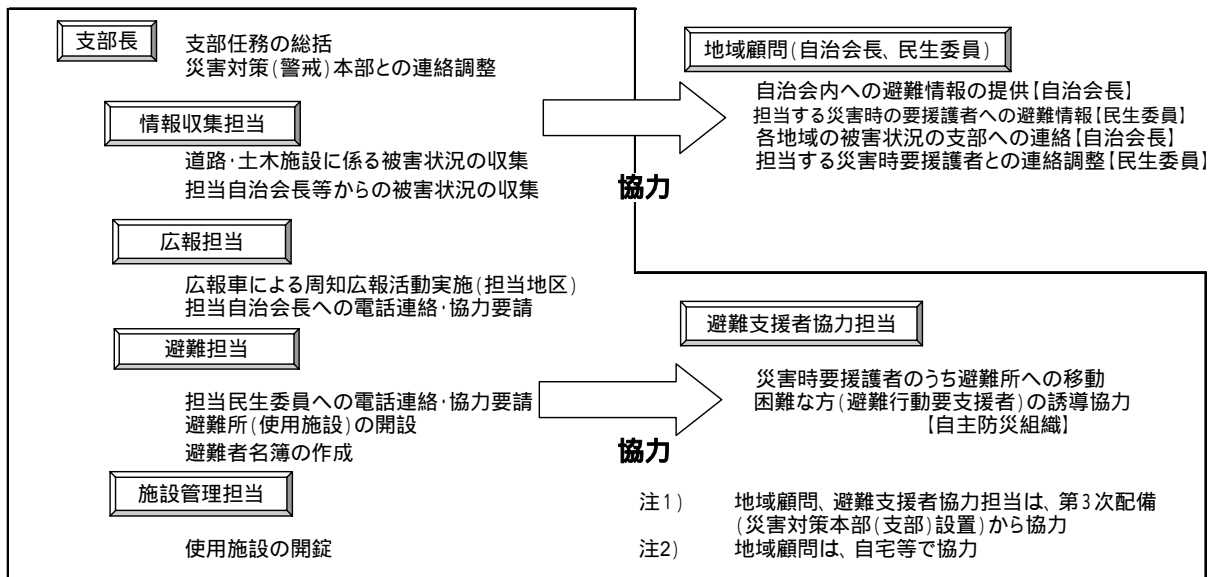 支部長
支部任務の総括
災害対策(警戒)本部との連絡調整
情報収集担当
道路･土木施設に係る被害状況の収集
担当自治会長等からの被害状況の収集
広報担当
広報車による周知広報活動実施(担当地区)
担当自治会長への電話連絡･協力要請
避難担当
担当民生委員への電話連絡･協力要請
避難所(使用施設)の開設
避難者名簿の作成
施設管理担当
使用施設の開錠
協力
地域顧問(自治会長、民生委員)
自治会内への避難情報の提供【自治会長】
担当する災害時の要援護者への避難情報【民生委員】
各地域の被害状況の支部への連絡【自治会長】
担当する災害時要援護者との連絡調整【民生委員】
協力
避難支援者協力担当
災害時要援護者のうち避難所への移動
困難な方(避難行動要支援者)の誘導協力
【自主防災組織】
注1) 地域顧問、避難支援者協力担当は、第3次配備
(災害対策本部(支部)設置)から協力
注2) 地域顧問は、自宅等で協力